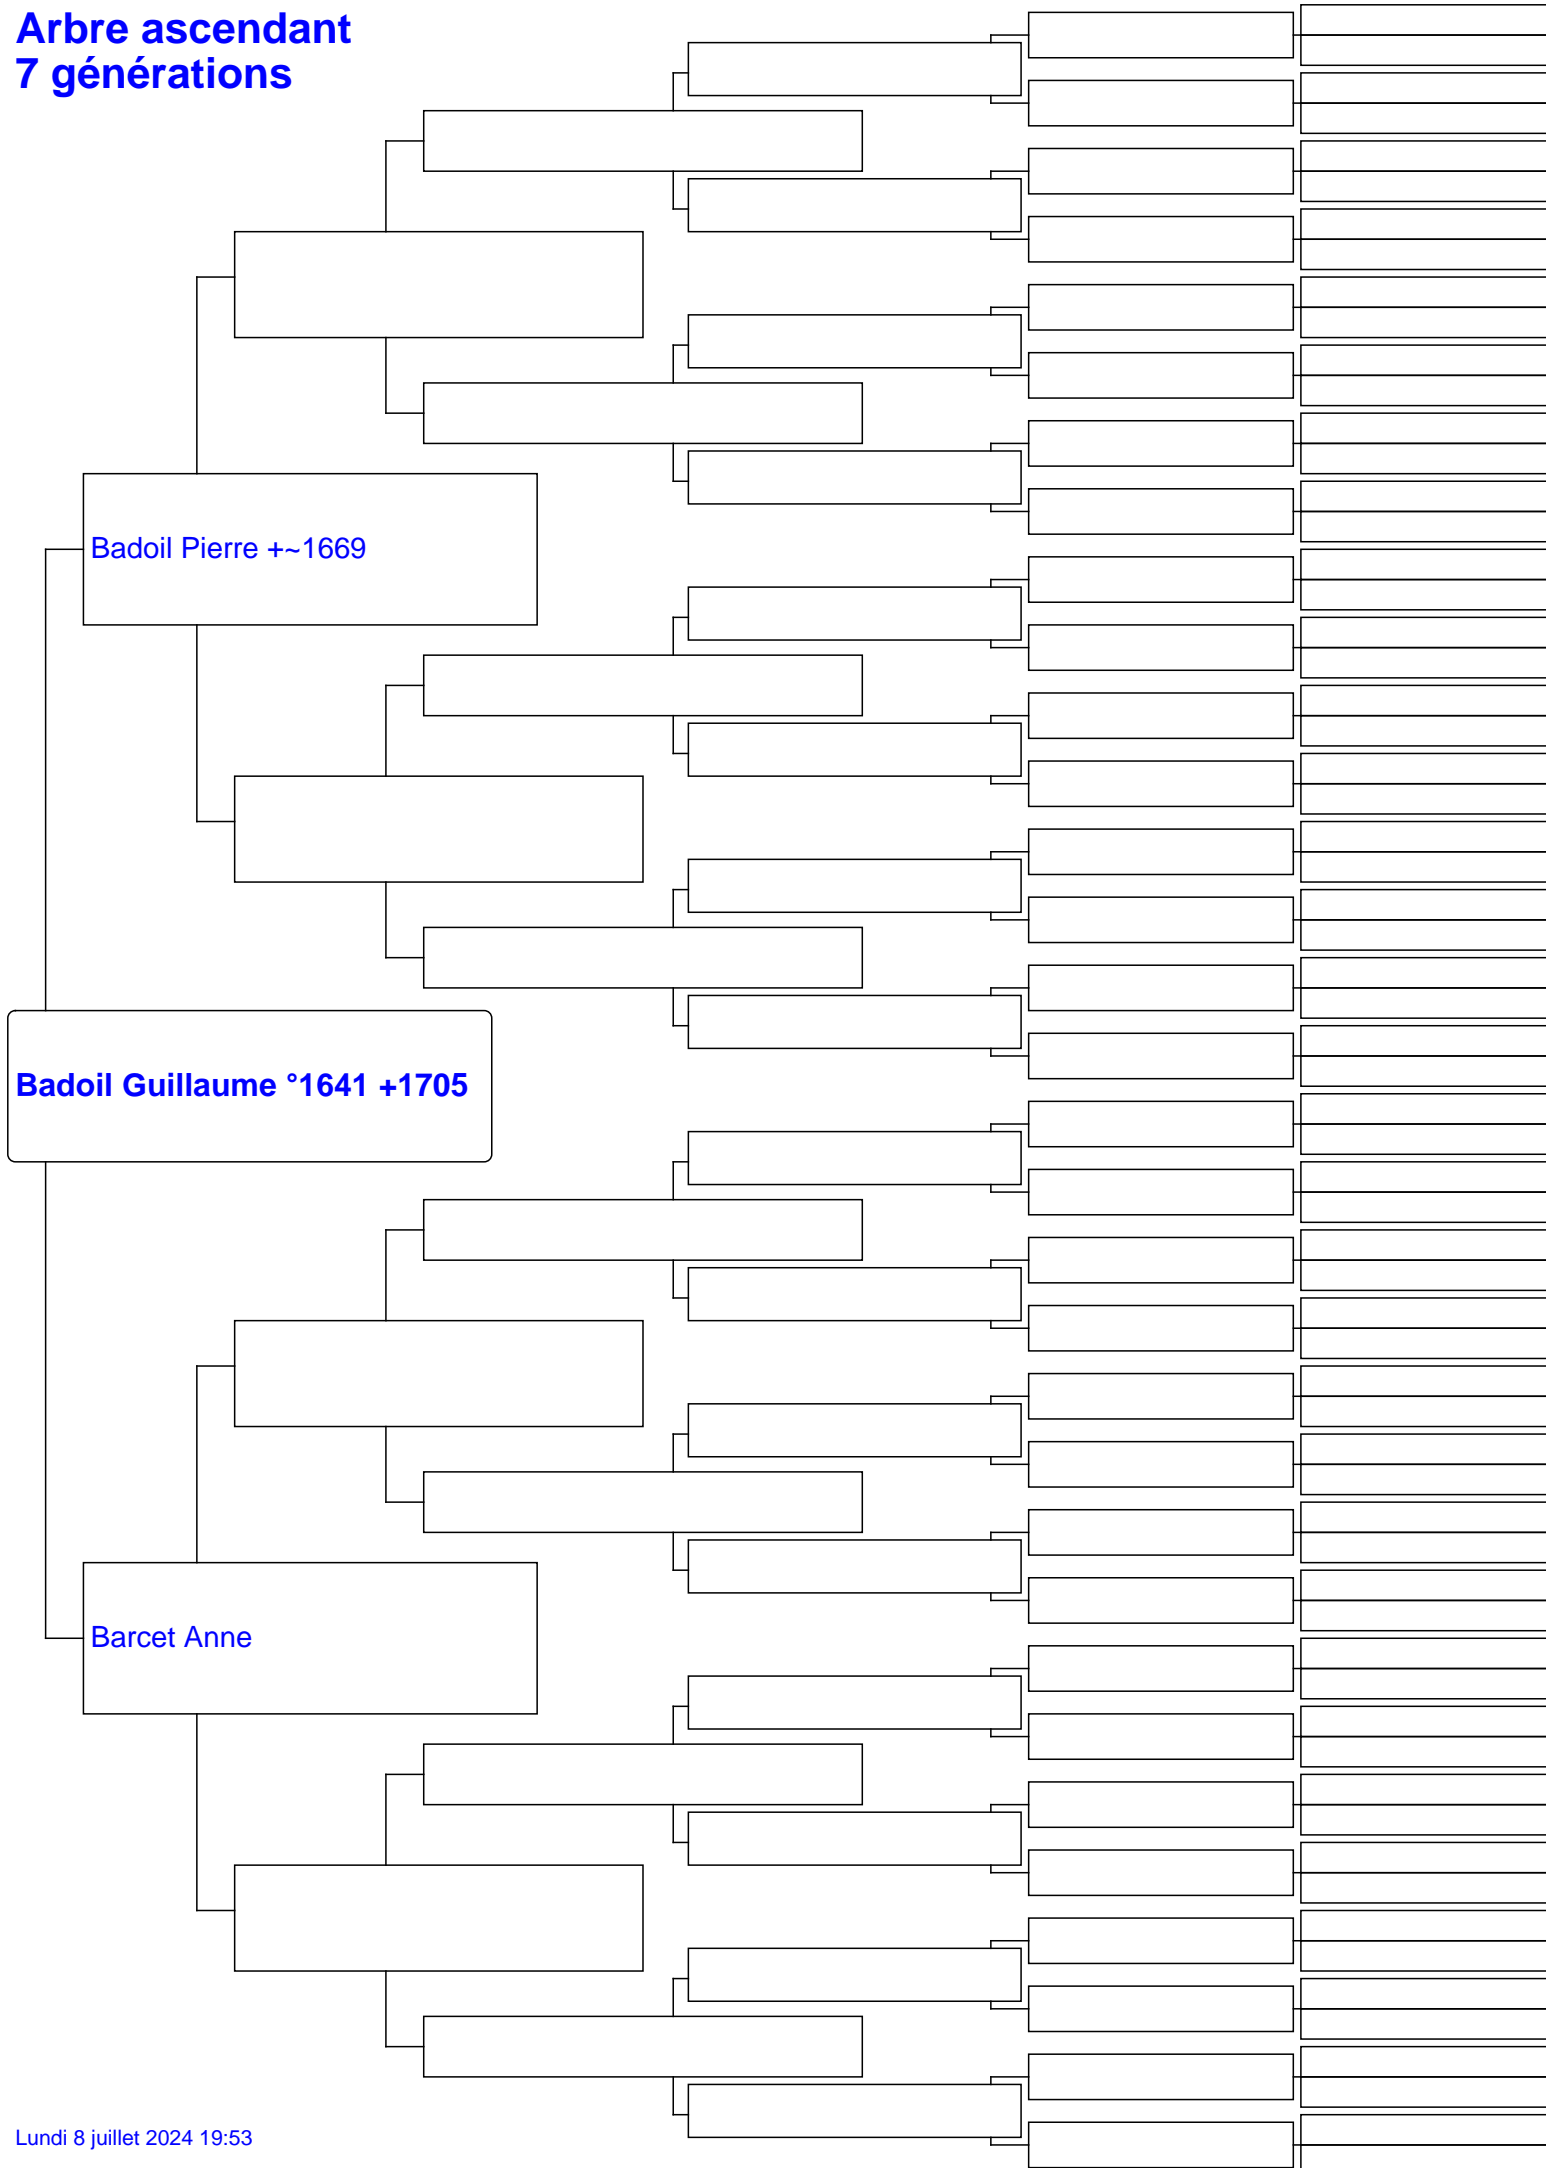 Arbre ascendant
7 générations
Badoil Pierre +~1669
Badoil Guillaume °1641 +1705
Barcet Anne
Lundi 8 juillet 2024 19:53